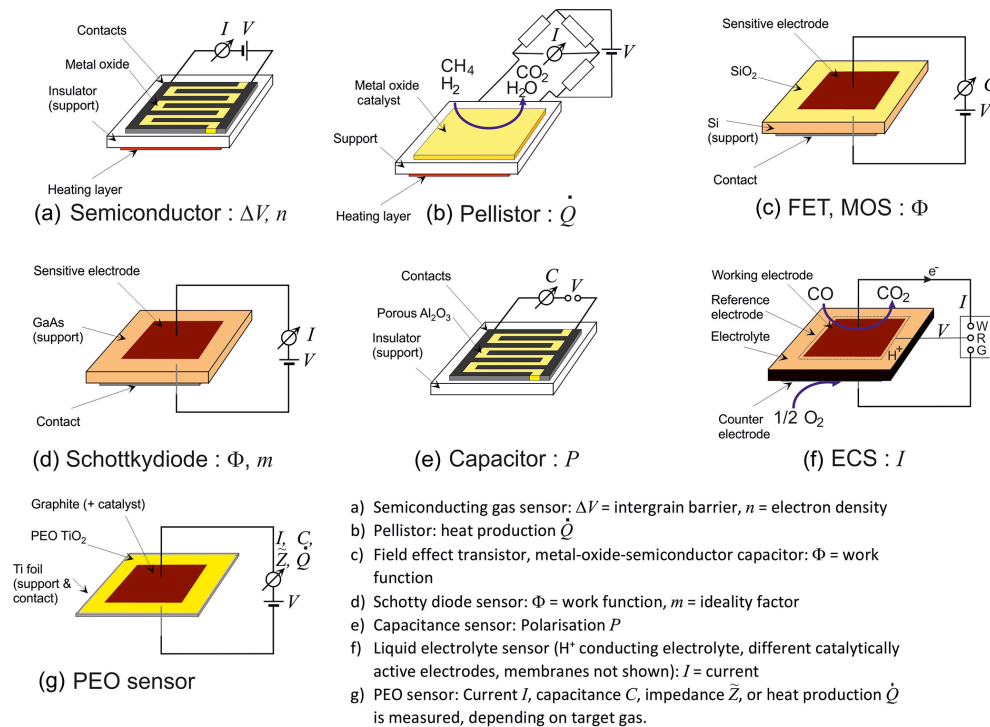 Contacts
I
V
Metal oxide
Insulator
(support)
Heating layer
(a) Semiconductor : ΔV, n
I
V
CH4
H2
CO2
H2O
Metal oxide
catalyst
Support
Heating layer
(b) Pellistor : Q̇
Sensitive electrode
SiO2
Si
(support)
Contact
C
V
(c) FET, MOS : Φ
Sensitive electrode
GaAs
(support)
Contact
I
V
(d) Schottkydiode : Φ, m
Contacts
C
V
Porous Al2O3
Insulator
(support)
(e) Capacitor : P
Working electrode
Reference
electrode
Electrolyte
CO
CO2
e-
I
V
W
R
G
H+
Counter
electrode
1/2 O2
(f) ECS : I
Graphite (+ catalyst)
PEO TiO2
Ti foil
(support &
contact)
I, C,
Z̃, Q̇
V
(g) PEO sensor
a) Semiconducting gas sensor: ΔV = intergrain barrier, n = electron density
b) Pellistor: heat production Q̇
c) Field effect transistor, metal-oxide-semiconductor capacitor: Φ = work
function
d) Schotty diode sensor: Φ = work function, m = ideality factor
e) Capacitance sensor: Polarisation P
f) Liquid electrolyte sensor (H+ conducting electrolyte, different catalytically
active electrodes, membranes not shown): I = current
g) PEO sensor: Current I, capacitance C, impedance Z̃, or heat production Q̇
is measured, depending on target gas.